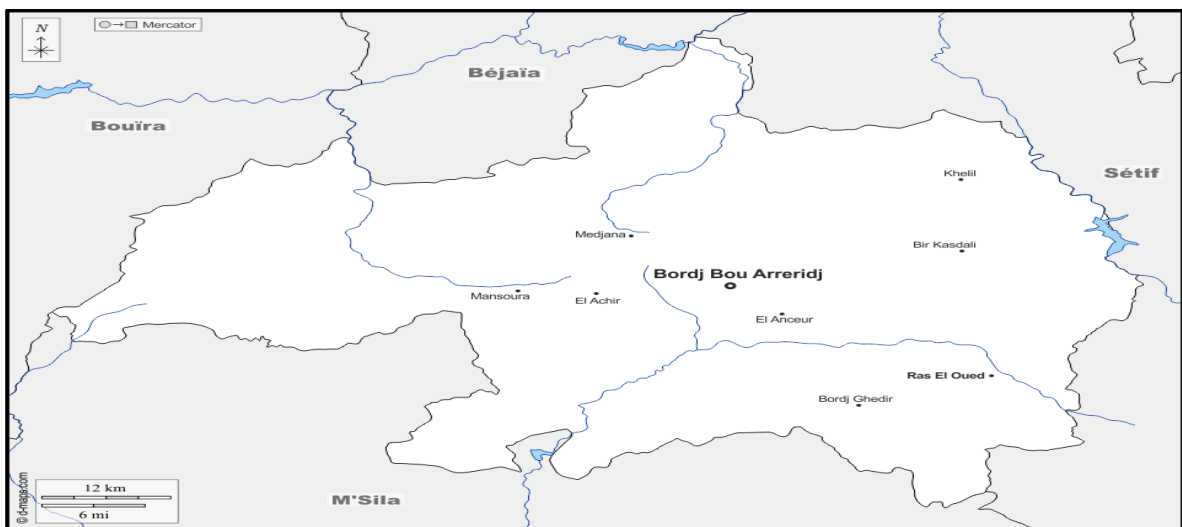 N
Mercator
Béjaïa
Bouïra
Sétif
Khelil
Medjana
Bir Kasdali
Bordj Bou Arreridj
Mansoura
El Achir
El Anceur
Ras El Oued
Bordj Ghedir
M'Sila
12 km
6 mi
© d-maps.com